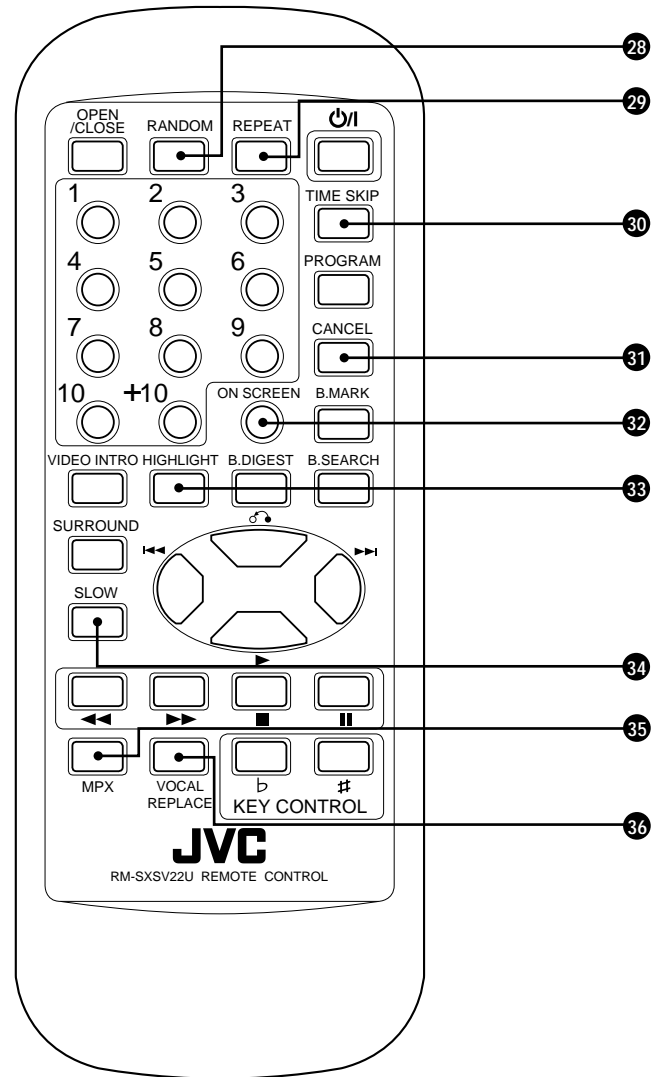 28
29
OPEN
/CLOSE RANDOM REPEAT ⏻/I
1 2 3 TIME SKIP
30
4 5 6 PROGRAM
7 8 9 CANCEL
31
10 +10 ON SCREEN B.MARK
32
VIDEO INTRO HIGHLIGHT B.DIGEST B.SEARCH
33
SURROUND
SLOW
34
35
MPX VOCAL
REPLACE
♭ ♯
KEY CONTROL
36
JVC
RM-SXSV22U REMOTE CONTROL